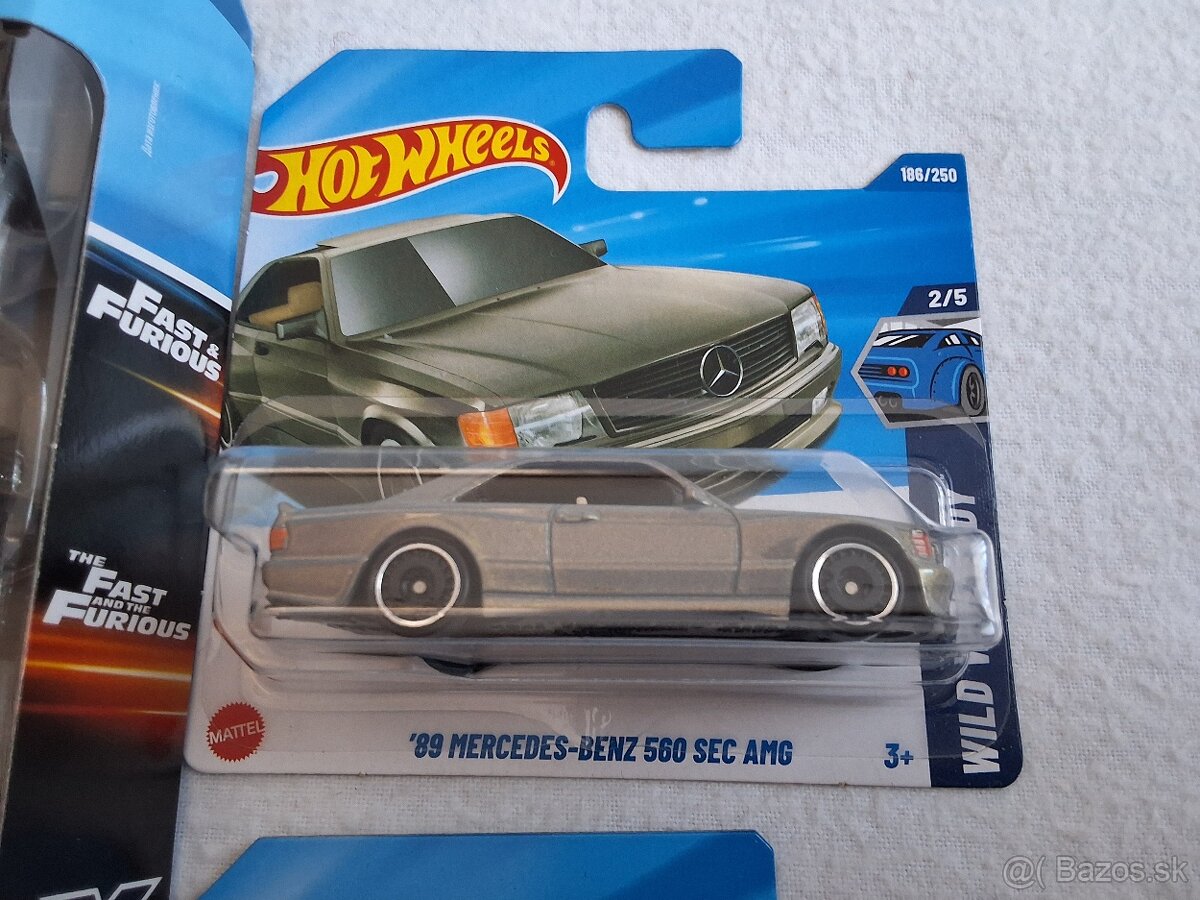 HOT WHEELS
186/250
2/5
FAST &
FURIOUS
THE
FAST
AND THE
FURIOUS
WILD
MATTEL
'89 MERCEDES-BENZ 560 SEC AMG
3+
@( Bazos.sk